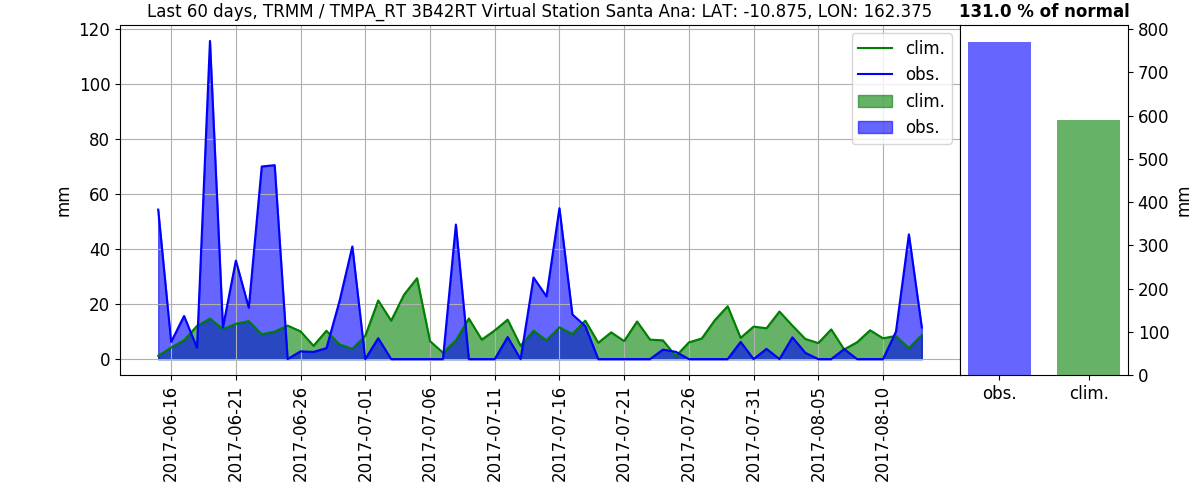 Last 60 days, TRMM / TMPA_RT 3B42RT Virtual Station Santa Ana: LAT: -10.875, LON: 162.375
131.0 % of normal
120
100
80
60
40
20
0
mm
clim.
obs.
clim.
obs.
2017-06-16
2017-06-21
2017-06-26
2017-07-01
2017-07-06
2017-07-11
2017-07-16
2017-07-21
2017-07-26
2017-07-31
2017-08-05
2017-08-10
800
700
600
500
400
300
200
100
0
mm
obs.
clim.